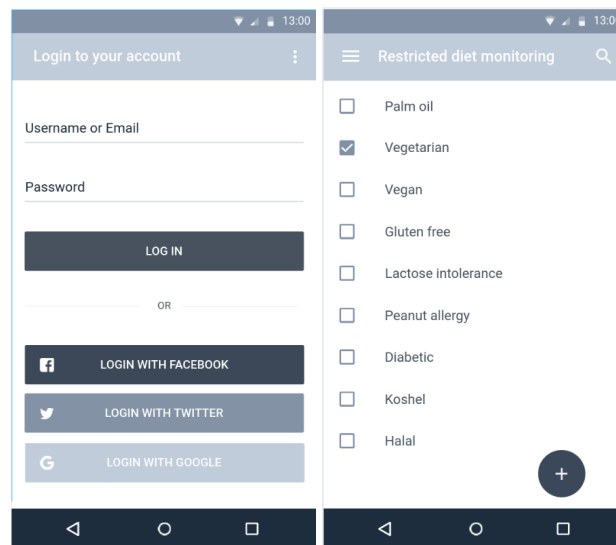 13:00
Login to your account
Username or Email
Password
LOG IN
OR
LOGIN WITH FACEBOOK
LOGIN WITH TWITTER
LOGIN WITH GOOGLE
13:00
Restricted diet monitoring
Palm oil
Vegetarian
Vegan
Gluten free
Lactose intolerance
Peanut allergy
Diabetic
Koshel
Halal